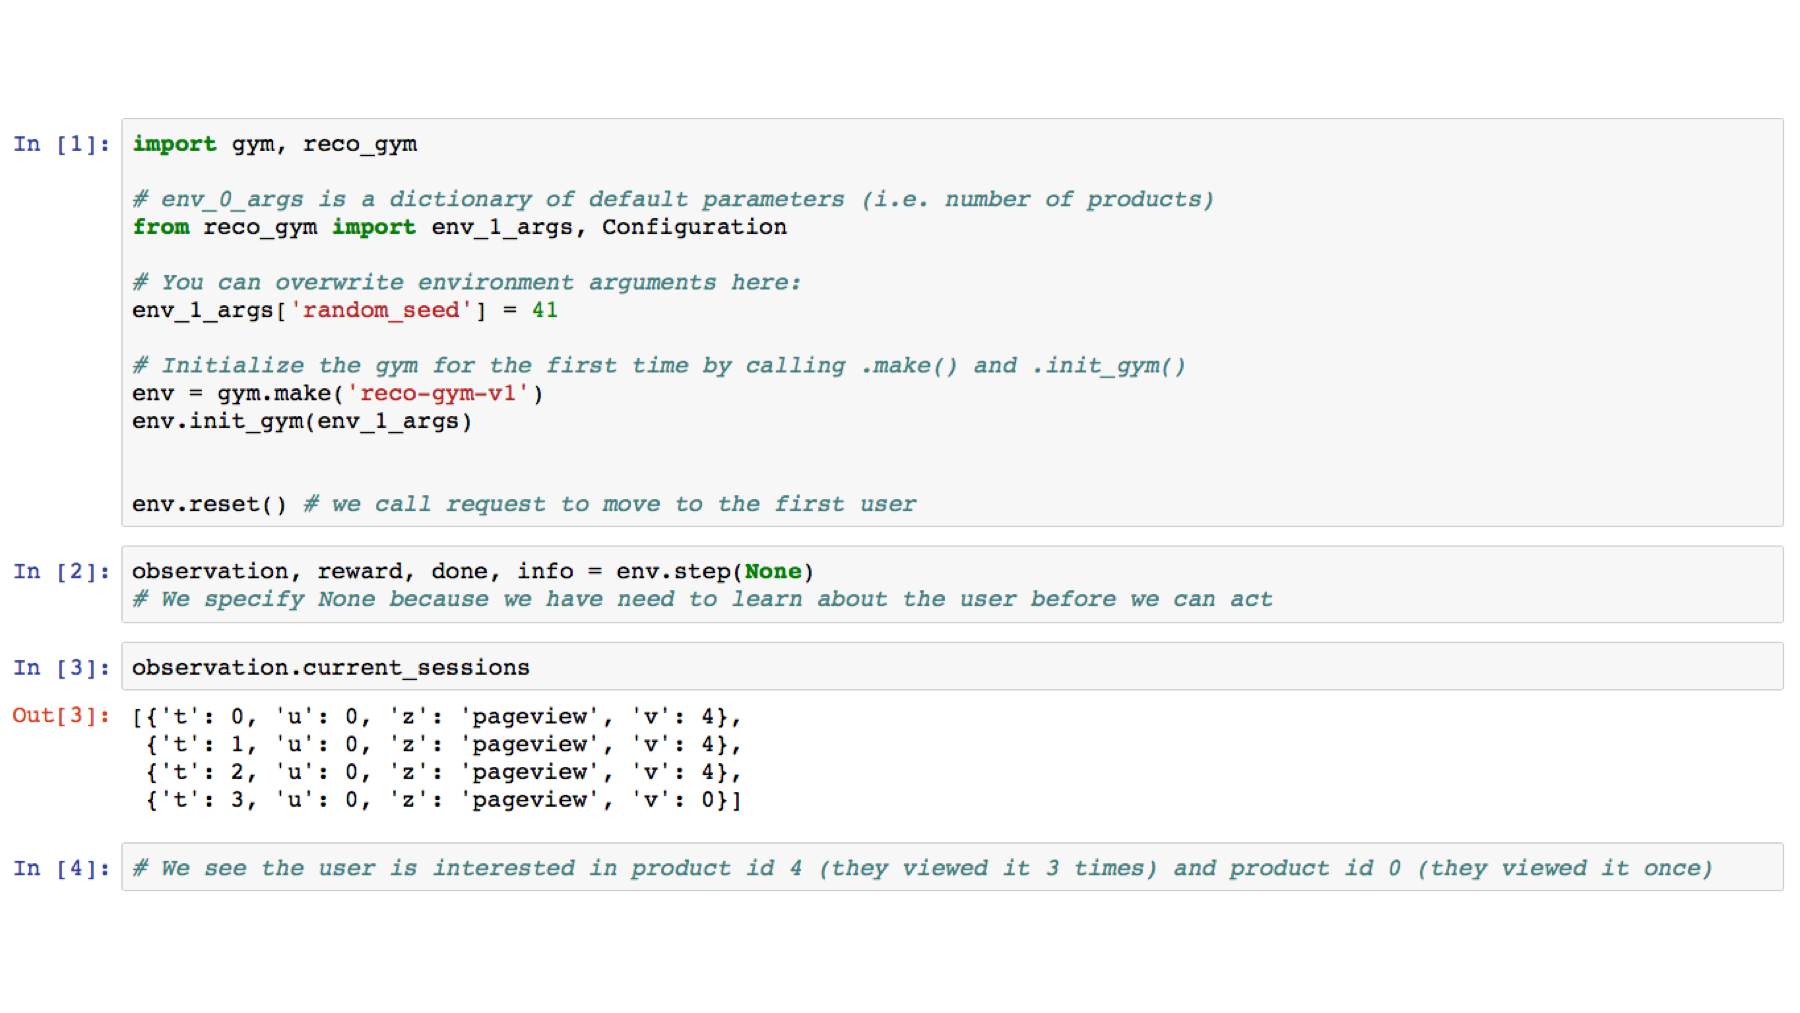 In [1]: import gym, reco_gym
# env_0_args is a dictionary of default parameters (i.e. number of products)
from reco_gym import env_1_args, Configuration
# You can overwrite environment arguments here:
env_1_args['random_seed'] = 41
# Initialize the gym for the first time by calling .make() and .init_gym()
env = gym.make('reco-gym-v1')
env.init_gym(env_1_args)
env.reset() # we call request to move to the first user
In [2]: observation, reward, done, info = env.step(None)
# We specify None because we have need to learn about the user before we can act
In [3]: observation.current_sessions
Out[3]: [{'t': 0, 'u': 0, 'z': 'pageview', 'v': 4},
{'t': 1, 'u': 0, 'z': 'pageview', 'v': 4},
{'t': 2, 'u': 0, 'z': 'pageview', 'v': 4},
{'t': 3, 'u': 0, 'z': 'pageview', 'v': 0}]
In [4]: # We see the user is interested in product id 4 (they viewed it 3 times) and product id 0 (they viewed it once)